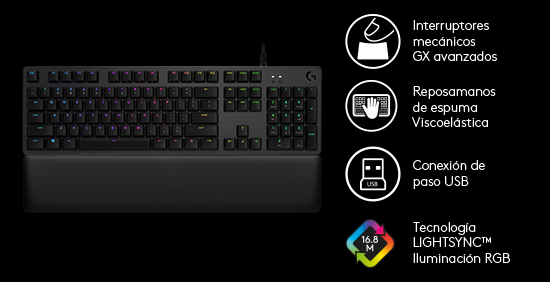 Interruptores
mecánicos
GX avanzados
Reposamanos
de espuma
Viscoelástica
USB
Conexión de
paso USB
16.8
M
Tecnología
LIGHTSYNC™
Iluminación RGB